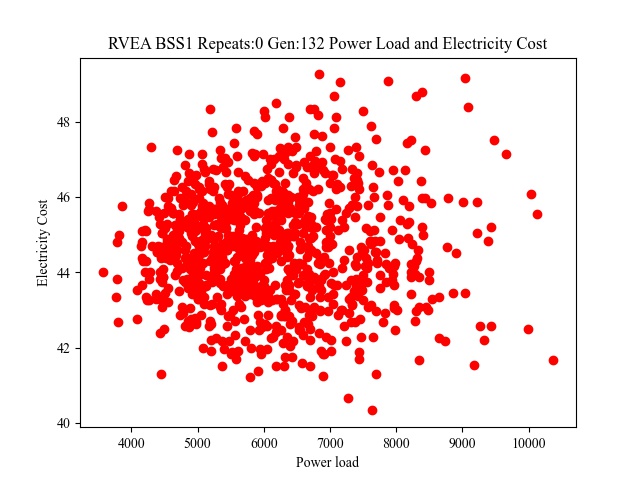 RVEA BSS1 Repeats:0 Gen:132 Power Load and Electricity Cost
48
46
44
42
40
Electricity Cost
4000 5000 6000 7000 8000 9000 10000
Power load